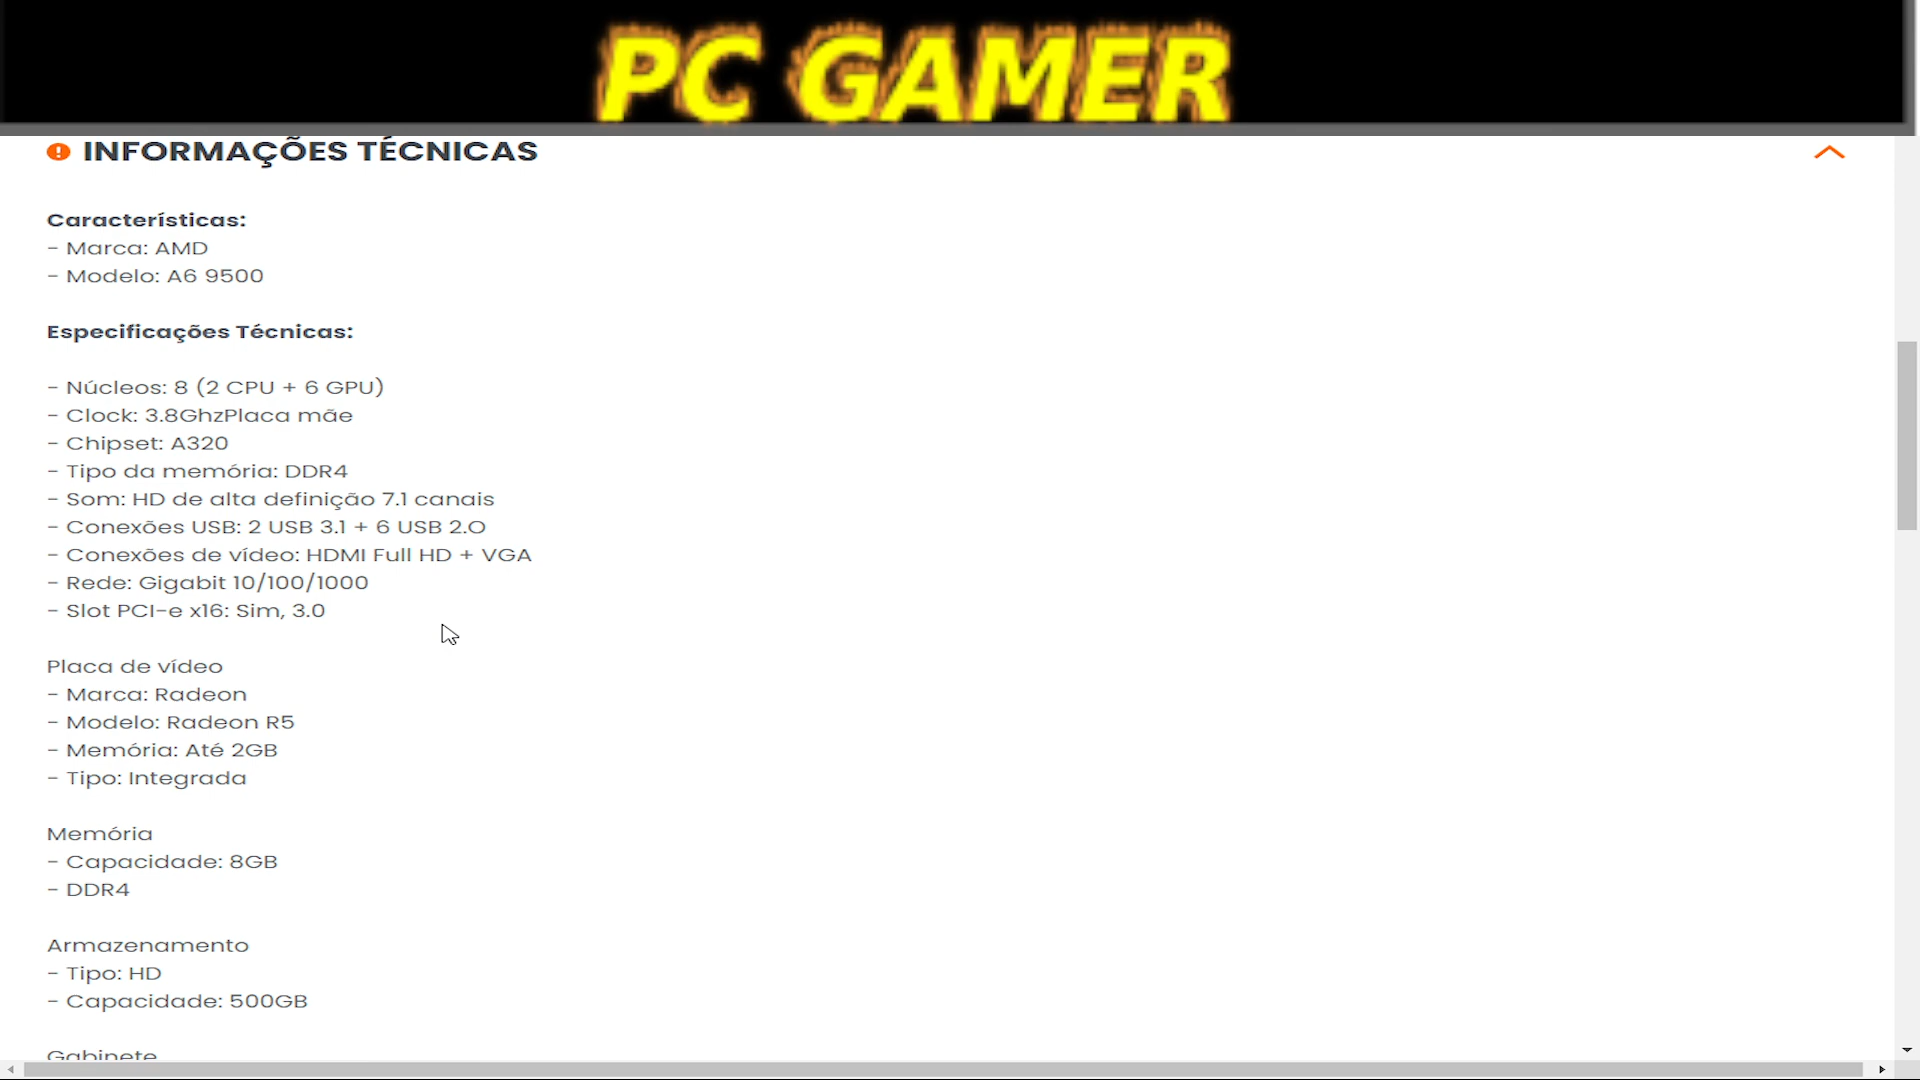 PC GAMER
INFORMAÇÕES TÉCNICAS
Características:
- Marca: AMD
- Modelo: A6 9500
Especificações Técnicas:
- Núcleos: 8 (2 CPU + 6 GPU)
- Clock: 3.8GhzPlaca mãe
- Chipset: A320
- Tipo da memória: DDR4
- Som: HD de alta definição 7.1 canais
- Conexões USB: 2 USB 3.1 + 6 USB 2.O
- Conexões de vídeo: HDMI Full HD + VGA
- Rede: Gigabit 10/100/1000
- Slot PCI-e x16: Sim, 3.0
Placa de vídeo
- Marca: Radeon
- Modelo: Radeon R5
- Memória: Até 2GB
- Tipo: Integrada
Memória
- Capacidade: 8GB
- DDR4
Armazenamento
- Tipo: HD
- Capacidade: 500GB
Gabinete